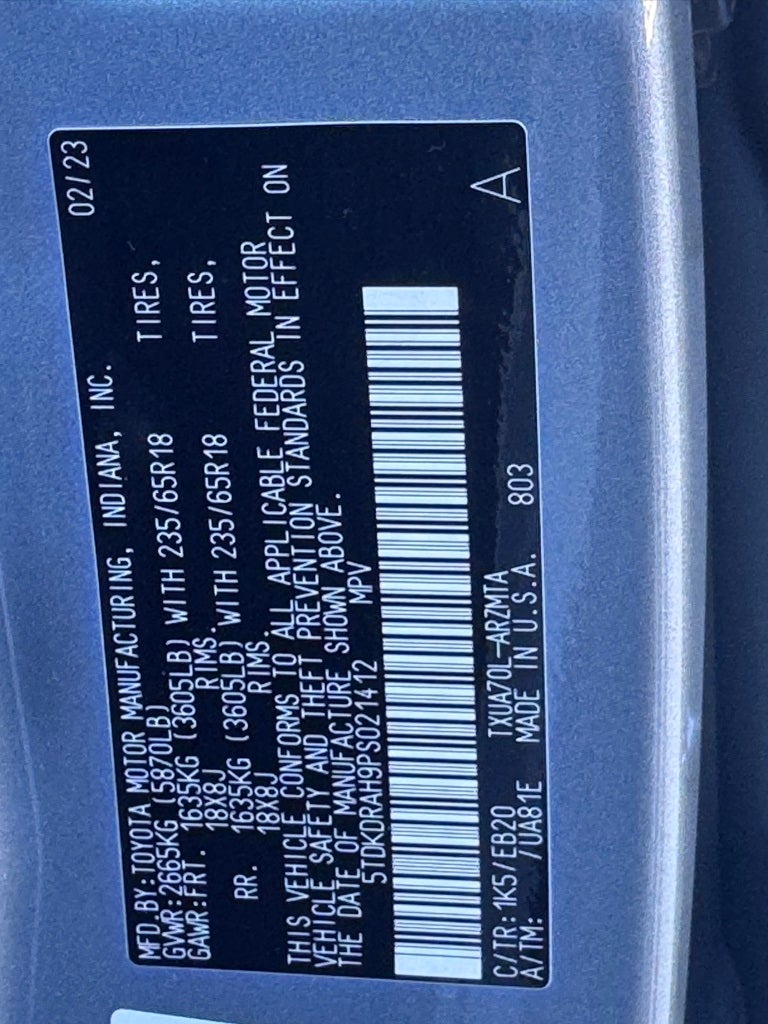 02/23
MFD.BY:TOYOTA MOTOR MANUFACTURING, INDIANA, INC.
GVWR:2665KG (5870LB)
GAWR:FRT. 1635KG (3605LB) WITH 235/65R18 TIRES,
18X8J RIMS.
RR. 1635KG (3605LB) WITH 235/65R18 TIRES,
18X8J RIMS.
THIS VEHICLE CONFORMS TO ALL APPLICABLE FEDERAL MOTOR
VEHICLE SAFETY AND THEFT PREVENTION STANDARDS IN EFFECT ON
THE DATE OF MANUFACTURE SHOWN ABOVE.
5TDKDRAH9PS021412 MPV
C/TR:1K5/EB20 TXUA70L-ARZMTA A
A/TM: /UA81E MADE IN U.S.A. 803